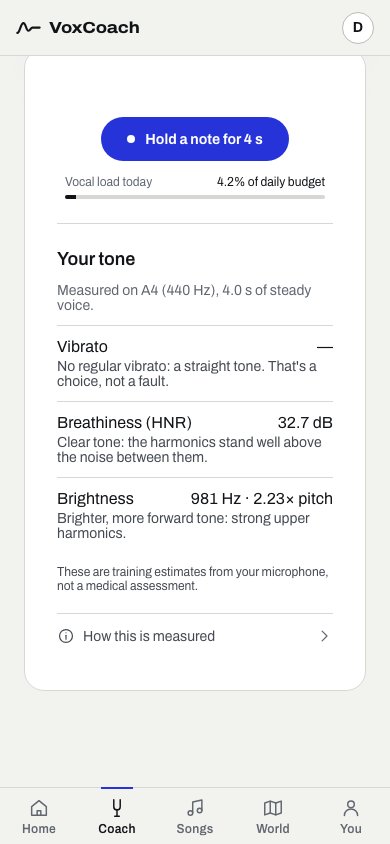 VoxCoach
D
Hold a note for 4 s
Vocal load today
4.2% of daily budget
Your tone
Measured on A4 (440 Hz), 4.0 s of steady
voice.
Vibrato
—
No regular vibrato: a straight tone. That's a
choice, not a fault.
Breathiness (HNR)
32.7 dB
Clear tone: the harmonics stand well above
the noise between them.
Brightness
981 Hz · 2.23× pitch
Brighter, more forward tone: strong upper
harmonics.
These are training estimates from your microphone,
not a medical assessment.
How this is measured
Home
Coach
Songs
World
You